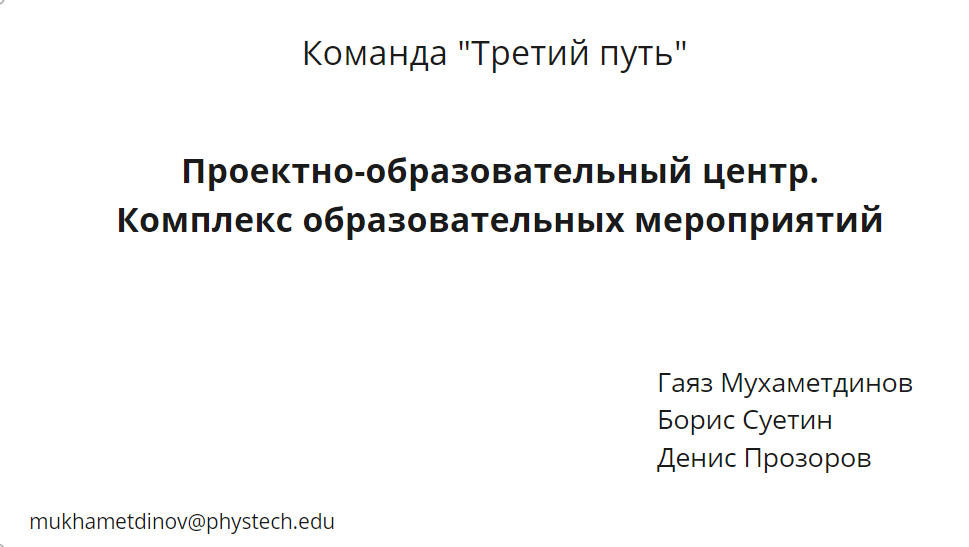 Команда "Третий путь"
Проектно-образовательный центр.
Комплекс образовательных мероприятий
Гаяз Мухаметдинов
Борис Суетин
Денис Прозоров
mukhametdinov@phystech.edu